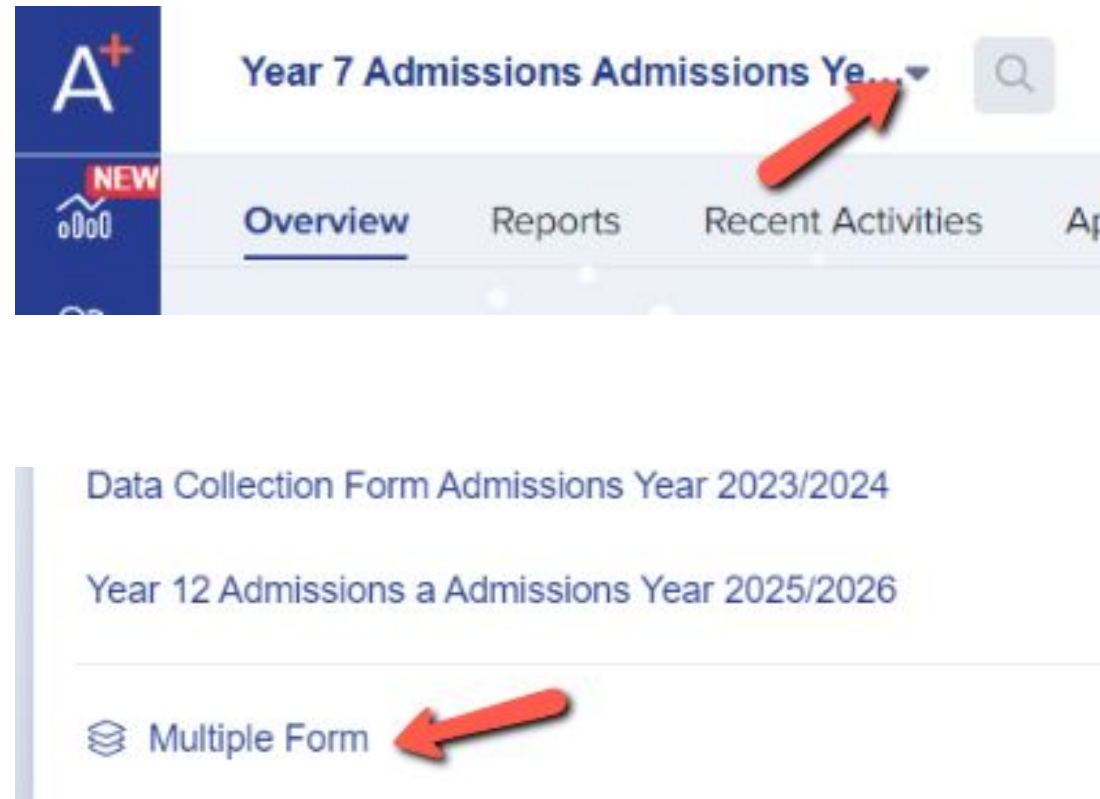 A+
Year 7 Admissions Admissions Ye...
NEW
Overview Reports Recent Activities Ap
Data Collection Form Admissions Year 2023/2024
Year 12 Admissions a Admissions Year 2025/2026
Multiple Form